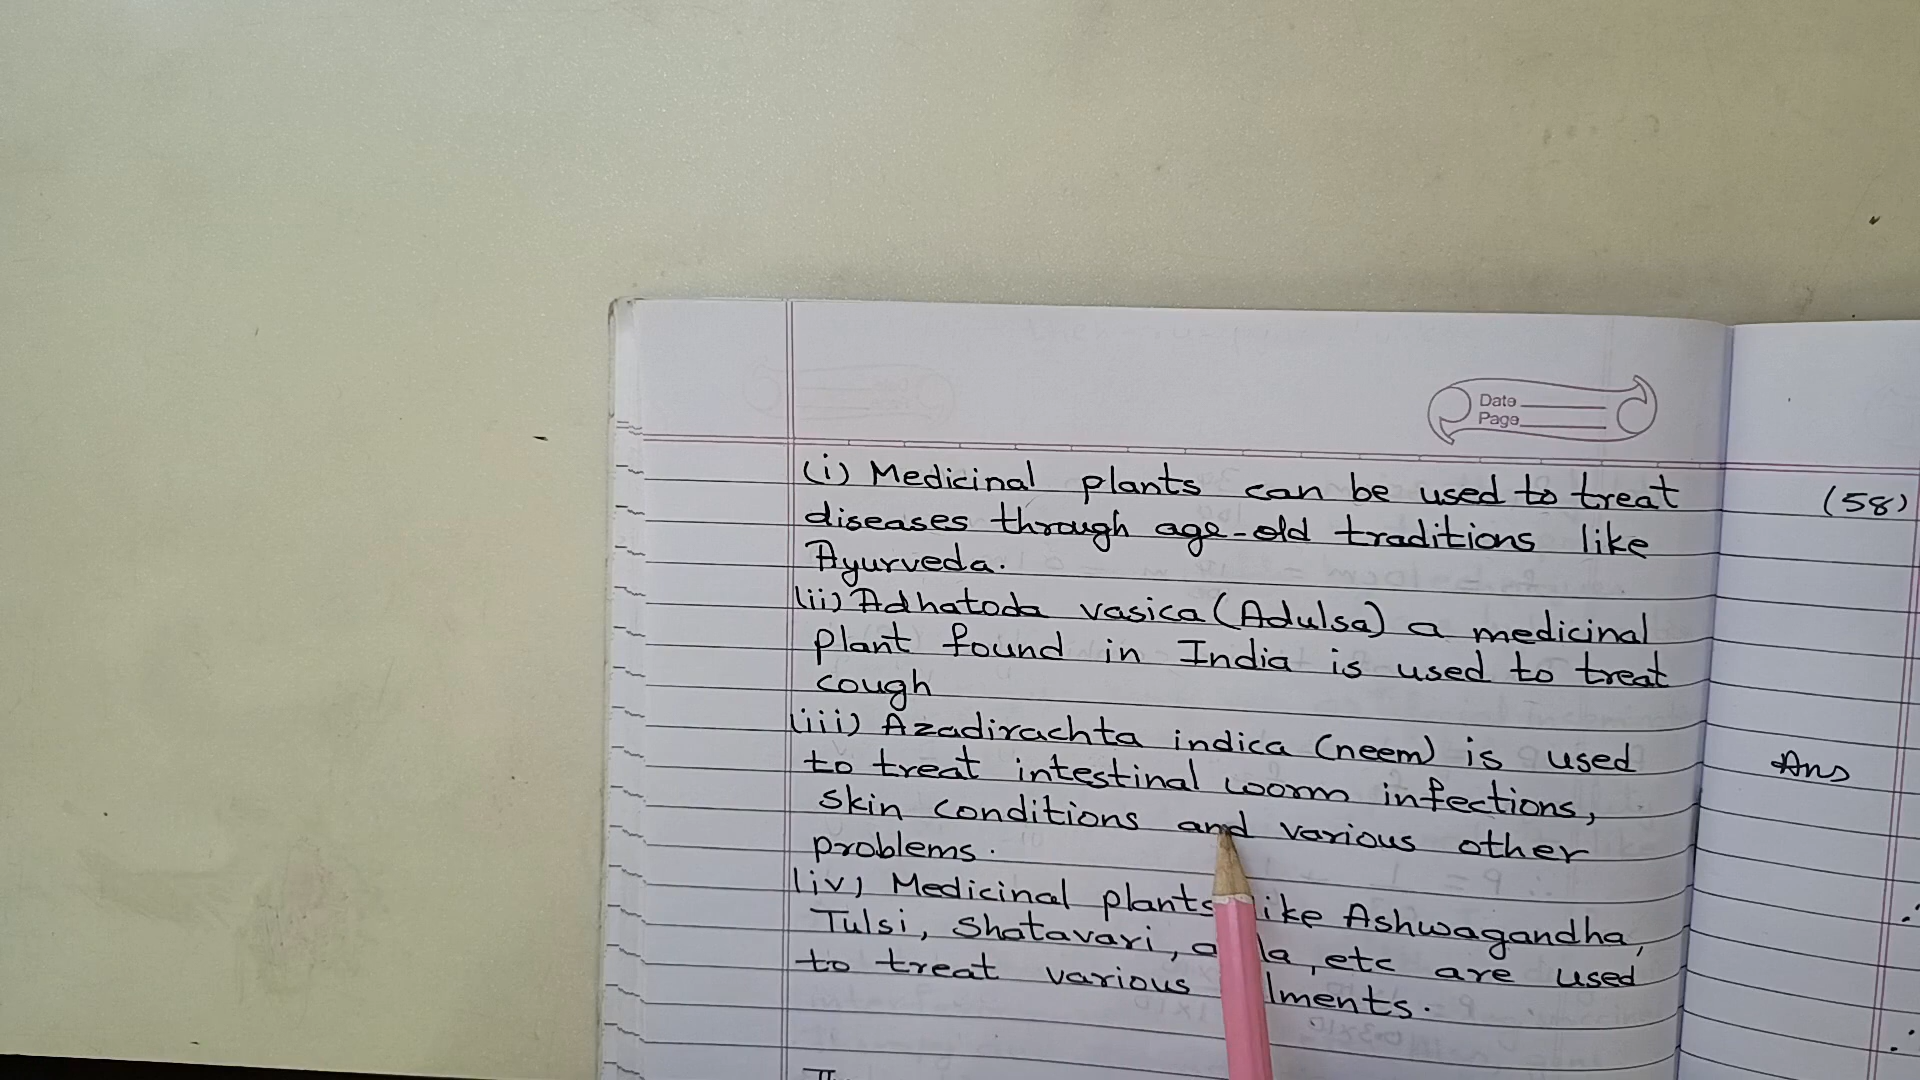 Date
Page
(i) Medicinal plants can be used to treat
diseases through age-old traditions like
Ayurveda.
(ii) Adhatoda vasica (Adulsa) a medicinal
plant found in India is used to treat
cough
(iii) Azadirachta indica (neem) is used
to treat intestinal worm infections,
skin conditions and various other
problems.
(iv) Medicinal plants like Ashwagandha,
Tulsi, Shatavari, etc are used
to treat various
(58)
Ans